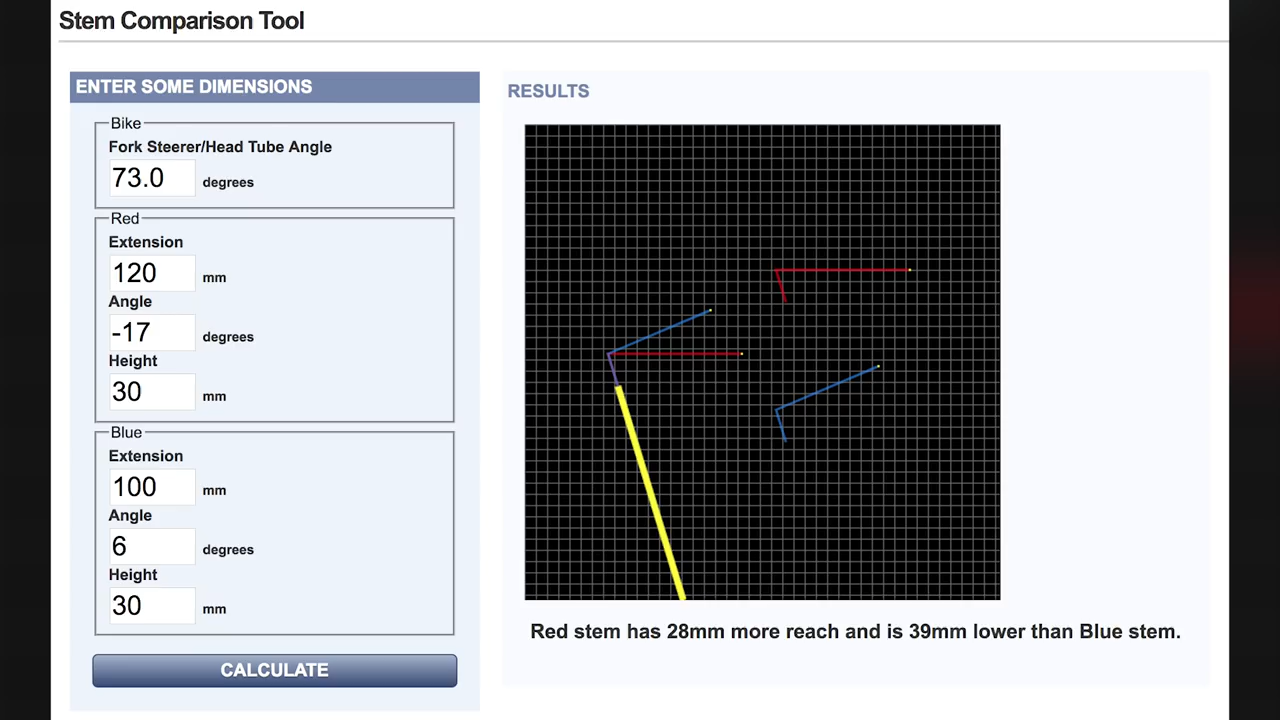 Stem Comparison Tool
ENTER SOME DIMENSIONS
Bike
Fork Steerer/Head Tube Angle
73.0 degrees
Red
Extension
120 mm
Angle
-17 degrees
Height
30 mm
Blue
Extension
100 mm
Angle
6 degrees
Height
30 mm
CALCULATE
RESULTS
Red stem has 28mm more reach and is 39mm lower than Blue stem.